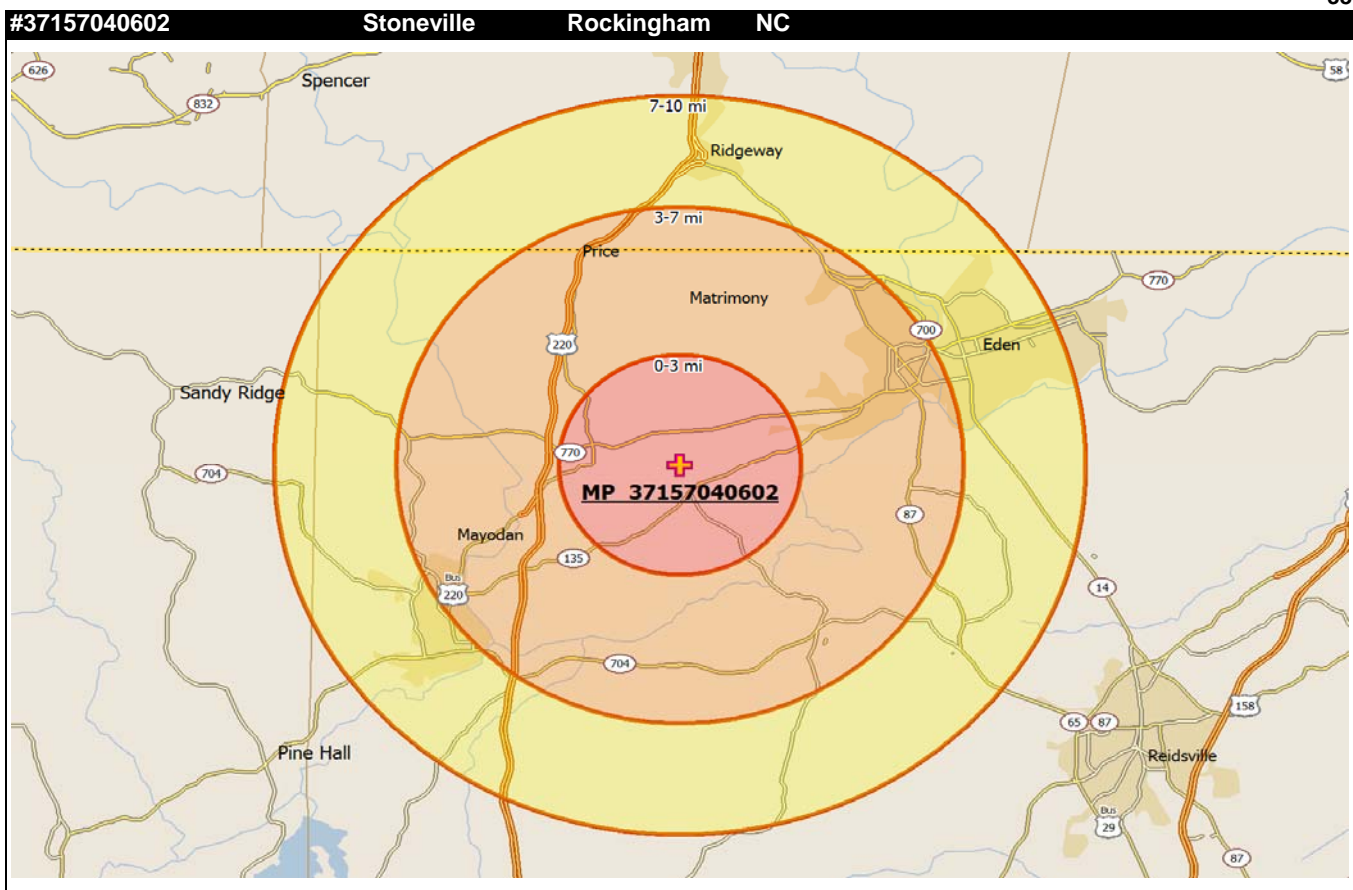 #37157040602 Stoneville Rockingham NC
626
Spencer
58
832
7-10 mi
Ridgeway
3-7 mi
Price
Matrimony
770
700
220
Eden
0-3 mi
Sandy Ridge
770
704
MP 37157040602
87
Mayodan
135
Bus
220
14
704
158
65 87
Pine Hall
Reidsville
Bus
29
87